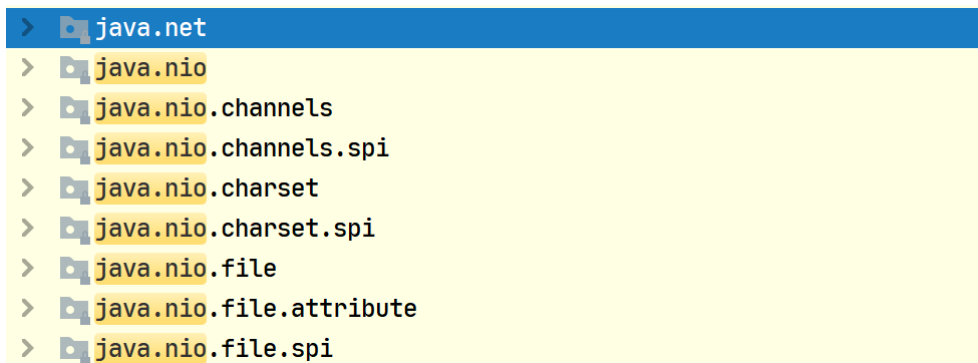 java.net
java.nio
java.nio.channels
java.nio.channels.spi
java.nio.charset
java.nio.charset.spi
java.nio.file
java.nio.file.attribute
java.nio.file.spi